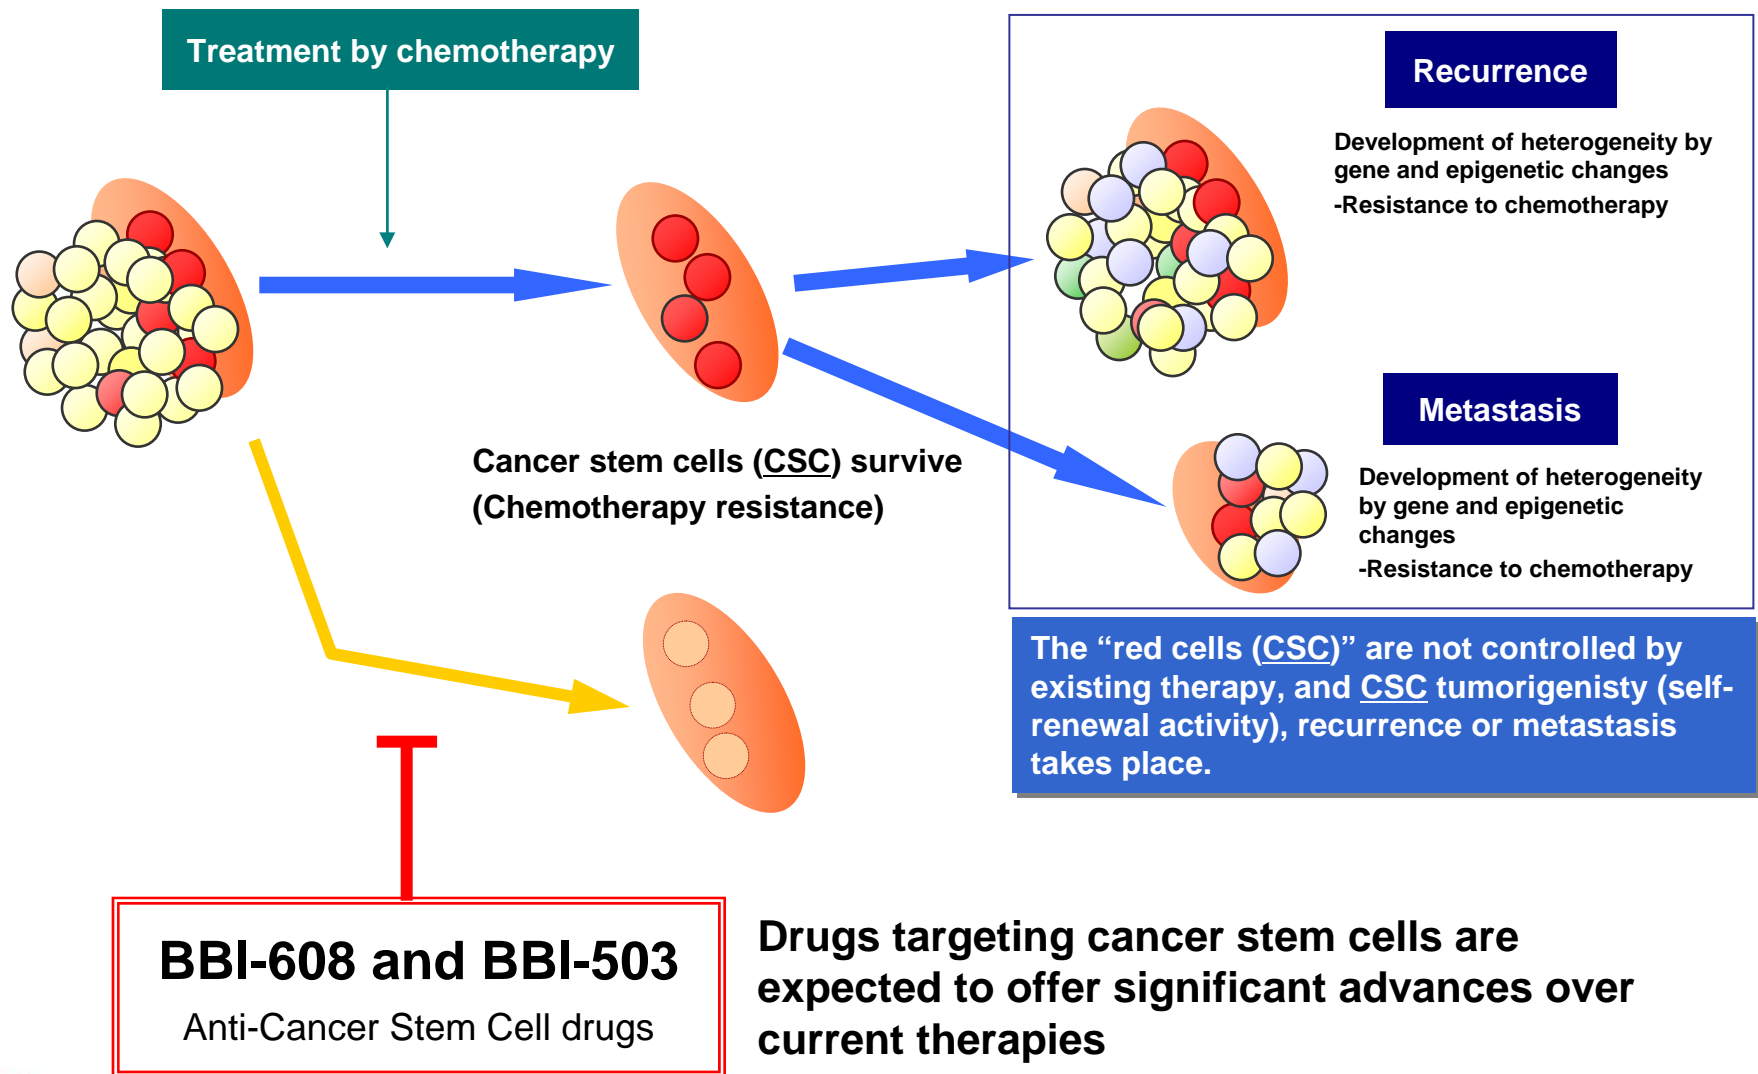 Treatment by chemotherapy
Recurrence
Development of heterogeneity by
gene and epigenetic changes
-Resistance to chemotherapy
Metastasis
Development of heterogeneity
by gene and epigenetic
changes
-Resistance to chemotherapy
Cancer stem cells (CSC) survive
(Chemotherapy resistance)
The “red cells (CSC)” are not controlled by
existing therapy, and CSC tumorigenisty (self-
renewal activity), recurrence or metastasis
takes place.
BBI-608 and BBI-503
Anti-Cancer Stem Cell drugs
Drugs targeting cancer stem cells are
expected to offer significant advances over
current therapies